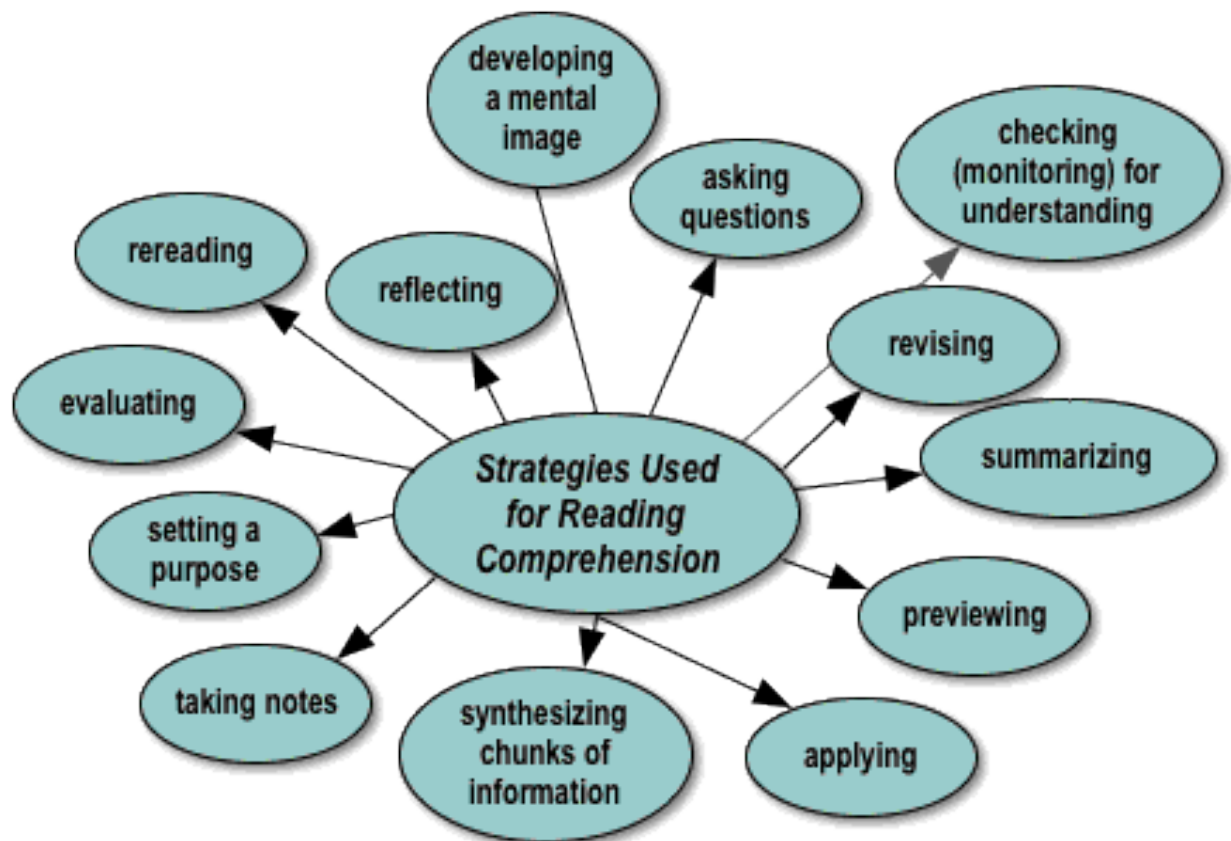 developing
a mental
image
asking
questions
checking
(monitoring) for
understanding
rereading
reflecting
revising
evaluating
summarizing
Strategies Used
for Reading
Comprehension
setting a
purpose
previewing
taking notes
synthesizing
chunks of
information
applying